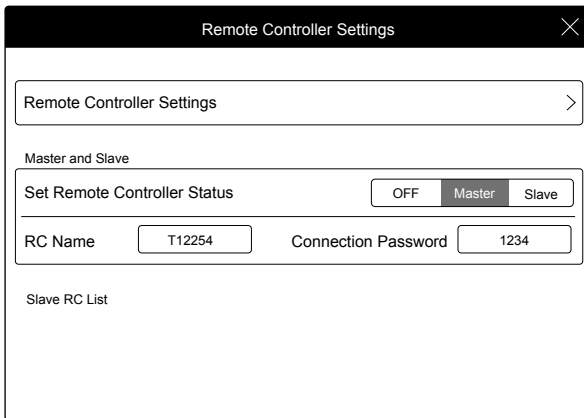 Remote Controller Settings
Remote Controller Settings
Master and Slave
Set Remote Controller Status OFF Master Slave
RC Name T12254 Connection Password 1234
Slave RC List